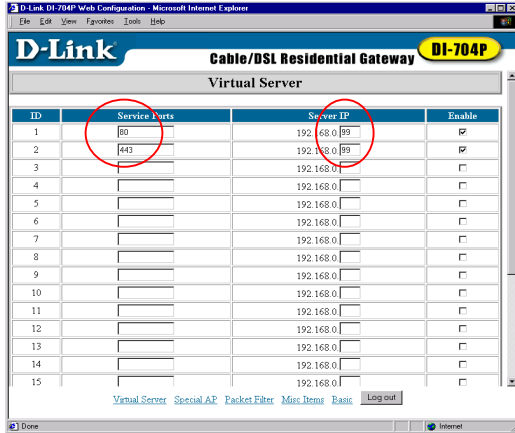 D-Link DI-704P Web Configuration - Microsoft Internet Explorer
File Edit View Favorites Tools Help
D-Link
Cable/DSL Residential Gateway DI-704P
Virtual Server
ID Service Ports Server IP Enable
1 80 192.168.0.99
2 443 192.168.0.99
3 192.168.0.
4 192.168.0.
5 192.168.0.
6 192.168.0.
7 192.168.0.
8 192.168.0.
9 192.168.0.
10 192.168.0.
11 192.168.0.
12 192.168.0.
13 192.168.0.
14 192.168.0.
15 192.168.0.
Virtual Server Special AP Packet Filter Misc Items Basic Log out
Done Internet